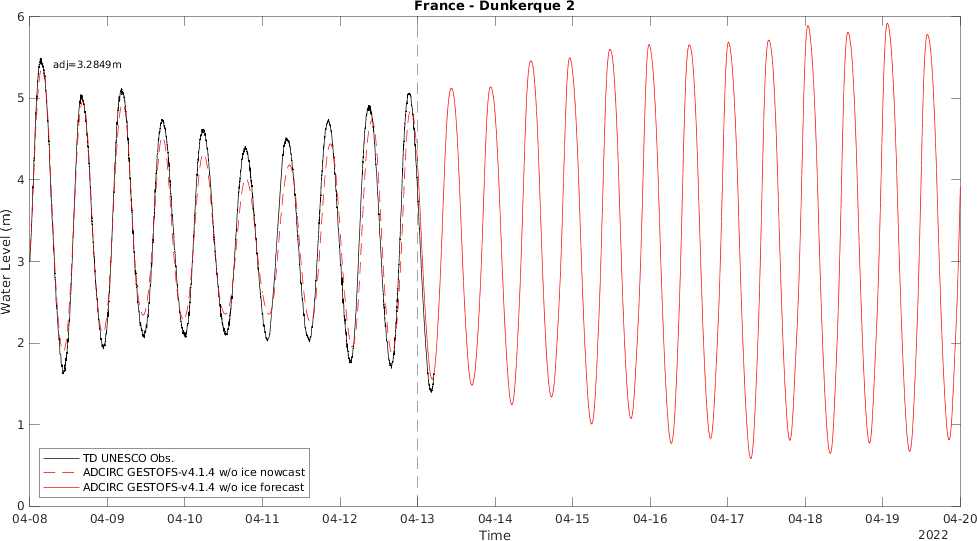 France - Dunkerque 2
adj=3.2849m
Water Level (m)
6
5
4
3
2
1
0
TD UNESCO Obs.
ADCIRC GESTOFS-v4.1.4 w/o ice nowcast
ADCIRC GESTOFS-v4.1.4 w/o ice forecast
04-08 04-09 04-10 04-11 04-12 04-13 04-14 04-15 04-16 04-17 04-18 04-19 04-20
Time
2022